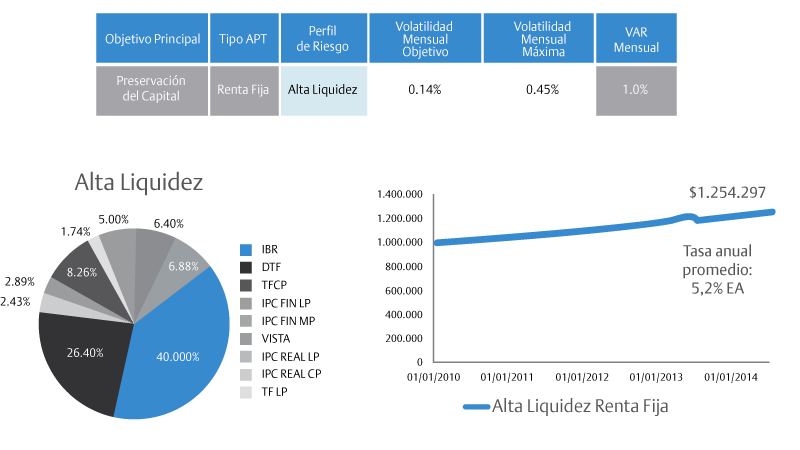 Objetivo Principal
Tipo APT
Perfil
de Riesgo
Volatilidad
Mensual
Objetivo
Volatilidad
Mensual
Máxima
VAR
Mensual
Preservación
del Capital
Renta Fija
Alta Liquidez
0.14%
0.45%
1.0%
Alta Liquidez
5.00%
6.40%
1.74%
6.88%
8.26%
2.89%
2.43%
26.40%
40.000%
IBR
DTF
TFCP
IPC FIN LP
IPC FIN MP
VISTA
IPC REAL LP
IPC REAL CP
TF LP
1.400.000
1.200.000
1.000.000
800.000
600.000
400.000
200.000
0
$1.254.297
Tasa anual
promedio:
5,2% EA
01/01/2010
01/01/2011
01/01/2012
01/01/2013
01/01/2014
Alta Liquidez Renta Fija